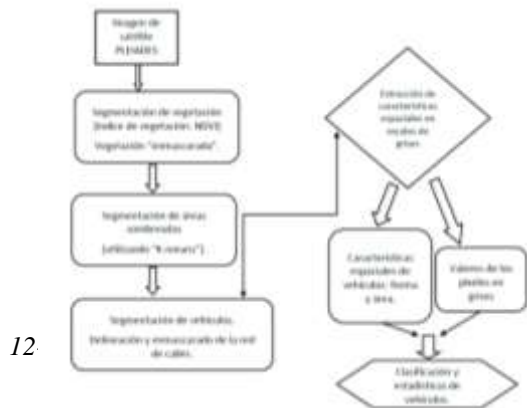 Imagen de
satélite
PLEIADES
Segmentación de vegetación
(Índice de vegetación: NDVI)
Vegetación "enmascarada".
Segmentación de áreas
sombreadas
(utilizando "K-means").
Segmentación de vehículos.
Delineación y enmascarado de la red
de calles.
12
Extracción de
características
espaciales en
escales de
grises
Características
espaciales de
vehículos: forma
y área.
Valores de los
píxeles en
grises
Clasificación y
estadísticas de
vehículos.